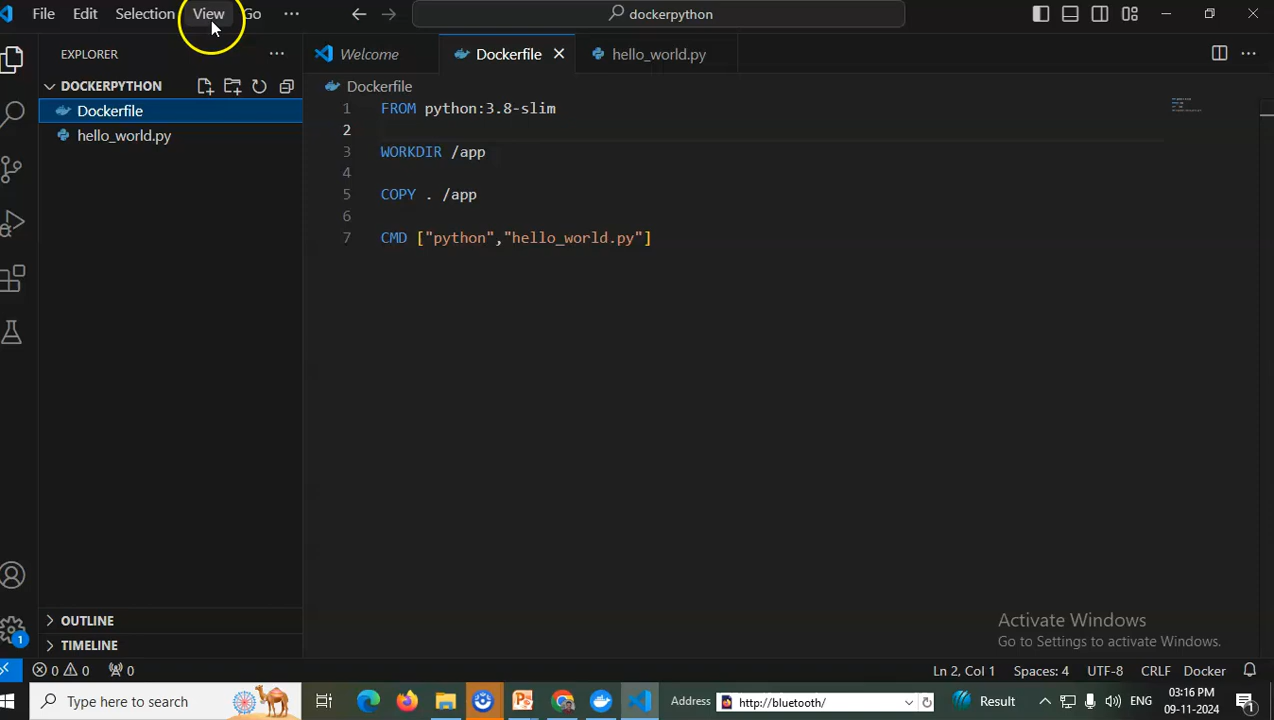 File Edit Selection View Go ··· dockerpython
EXPLORER ··· Welcome Dockerfile hello_world.py ···
DOCKERPYTHON
Dockerfile
hello_world.py
Dockerfile
1 FROM python:3.8-slim
2
3 WORKDIR /app
4
5 COPY . /app
6
7 CMD ["python","hello_world.py"]
OUTLINE
TIMELINE
Activate Windows
Go to Settings to activate Windows.
1
0 0 0 Ln 2, Col 1 Spaces: 4 UTF-8 CRLF Docker
Type here to search Address http://bluetooth/ Result ENG 03:16 PM
09-11-2024 1